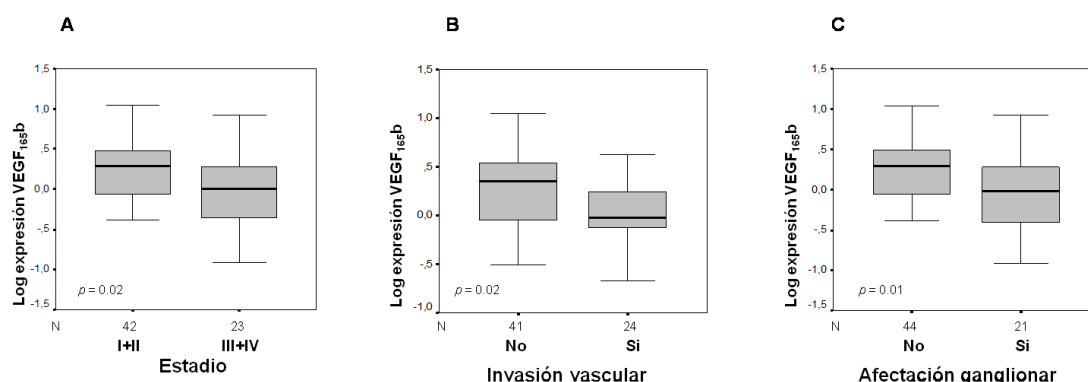 A
Log expresión VEGF165b
1,5
1,0
,5
0,0
-,5
-1,0
-1,5
p = 0.02
N 42 23
I+II III+IV
Estadio
B
Log expresión VEGF165b
1,5
1,0
,5
0,0
-,5
-1,0
p = 0.02
N 41 24
No Si
Invasión vascular
C
Log expresión VEGF165b
1,5
1,0
,5
0,0
-,5
-1,0
-1,5
p = 0.01
N 44 21
No Si
Afectación ganglionar